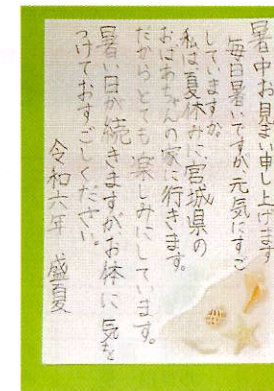 暑中お見まい申し上げます
毎日暑いですが、元気にすご
していますか
私は夏休みに、宮城県の
おばあちゃんの家に行きます。
だからとても楽しみにしています。
暑い日が続きますがお体に気を
つけておすごしください。
令和六年 盛夏